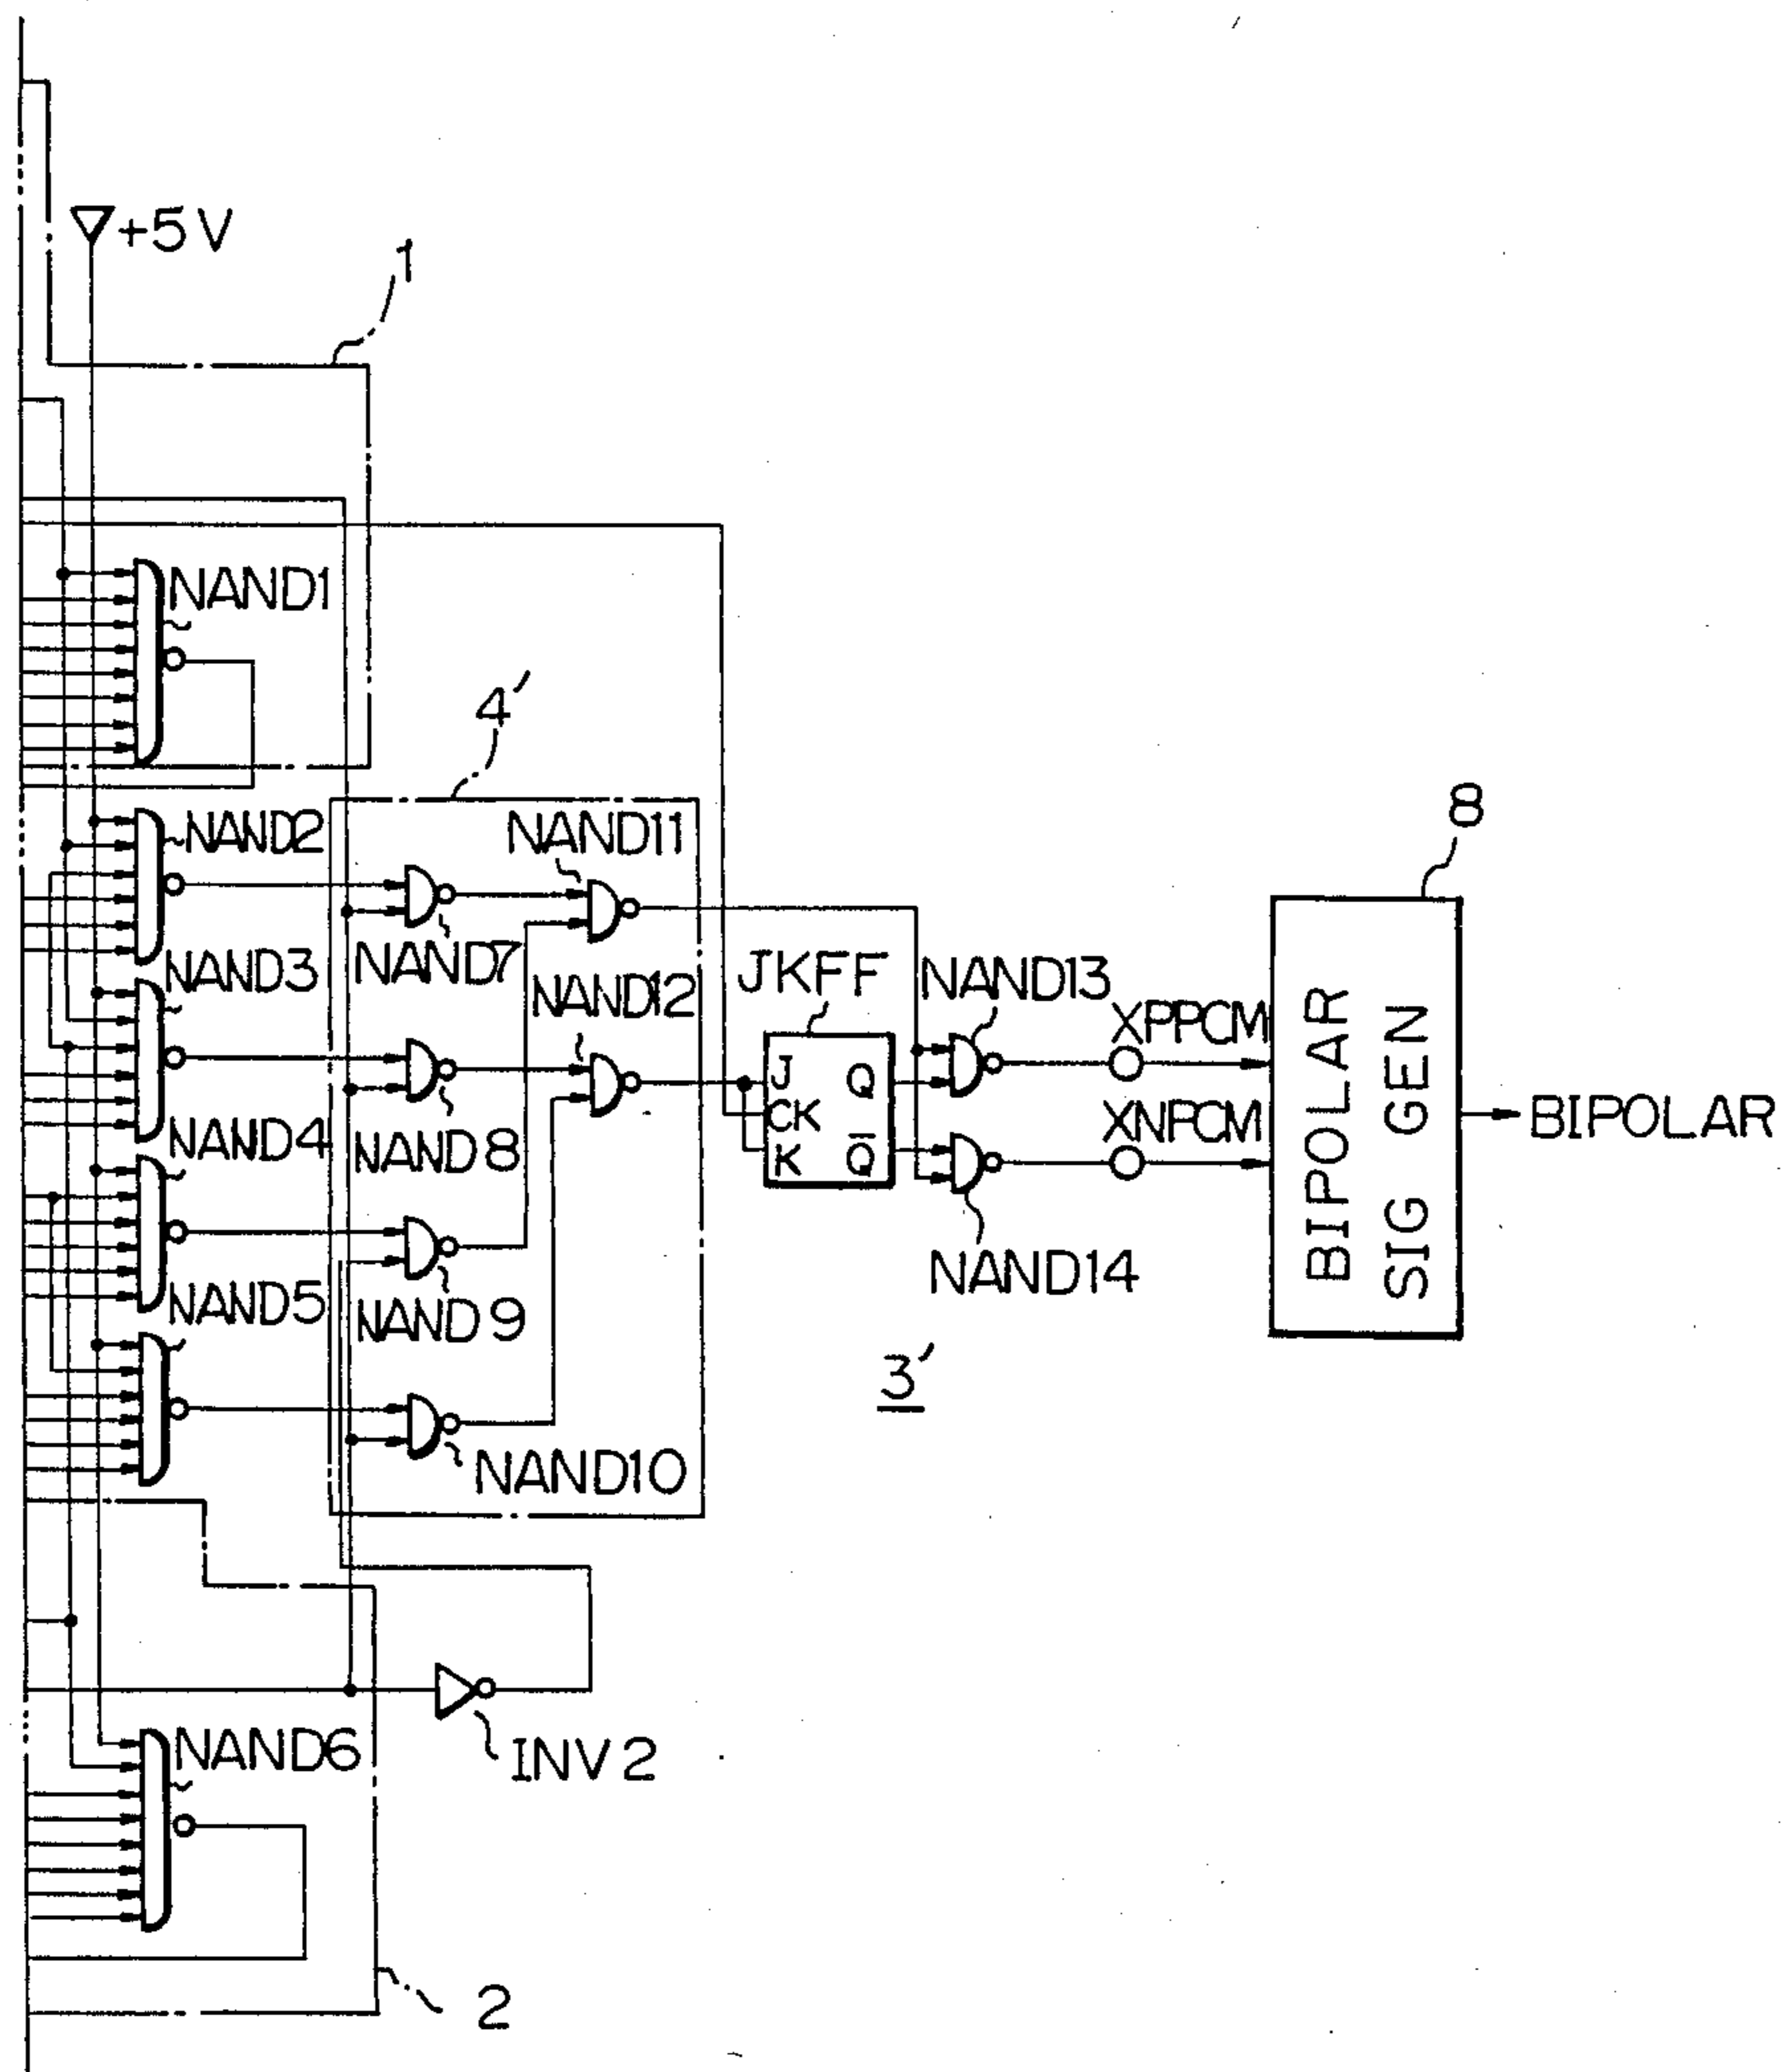 +5V
1
NAND1
4'
NAND2
NAND11
8
NAND3
NAND7
JKFF
NAND13
NAND12
XPPCM
J Q
CK
K Q̅
XNPCM
BIPOLAR
SIG GEN
BIPOLAR
NAND4
NAND8
NAND14
NAND5
NAND9
3'
NAND10
NAND6
INV2
2